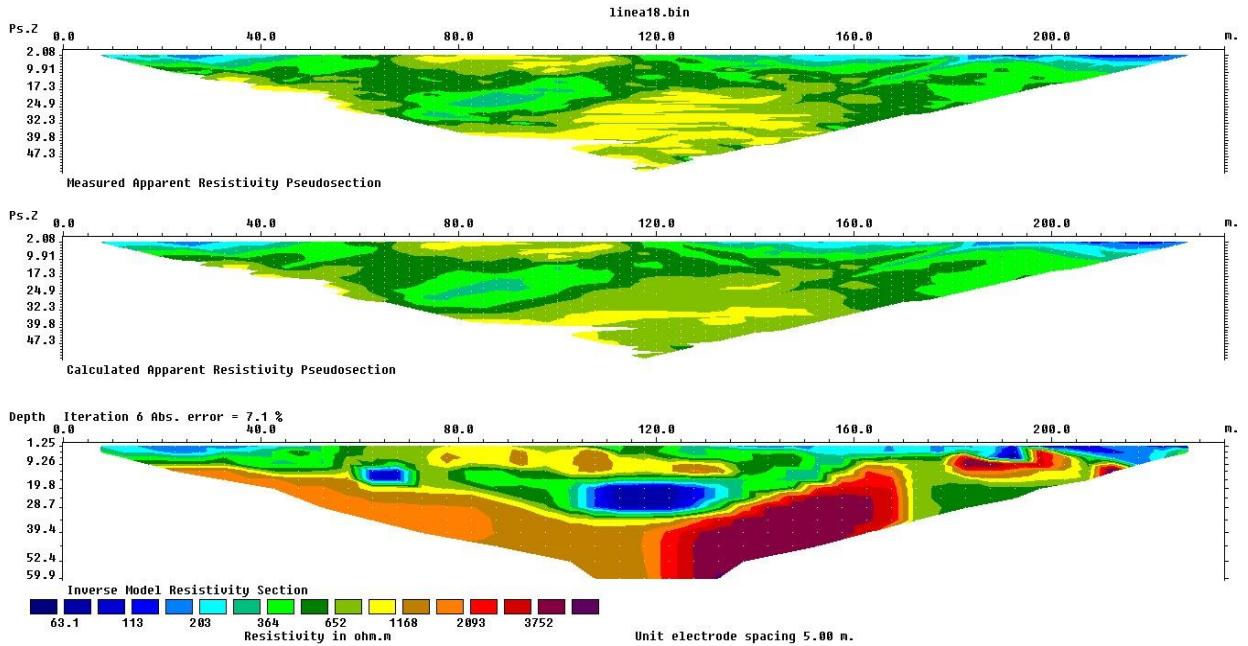 linea18.bin
Ps.Z 0.0 40.0 80.0 120.0 160.0 200.0 m.
2.08
9.91
17.3
24.9
32.3
39.8
47.3
Measured Apparent Resistivity Pseudosection
Ps.Z 0.0 40.0 80.0 120.0 160.0 200.0 m.
2.08
9.91
17.3
24.9
32.3
39.8
47.3
Calculated Apparent Resistivity Pseudosection
Depth Iteration 6 Abs. error = 7.1 %
0.0 40.0 80.0 120.0 160.0 200.0 m.
1.25
9.26
19.8
28.7
39.4
52.4
59.9
Inverse Model Resistivity Section
63.1 113 203 364 652 1168 2093 3752
Resistivity in ohm.m Unit electrode spacing 5.00 m.